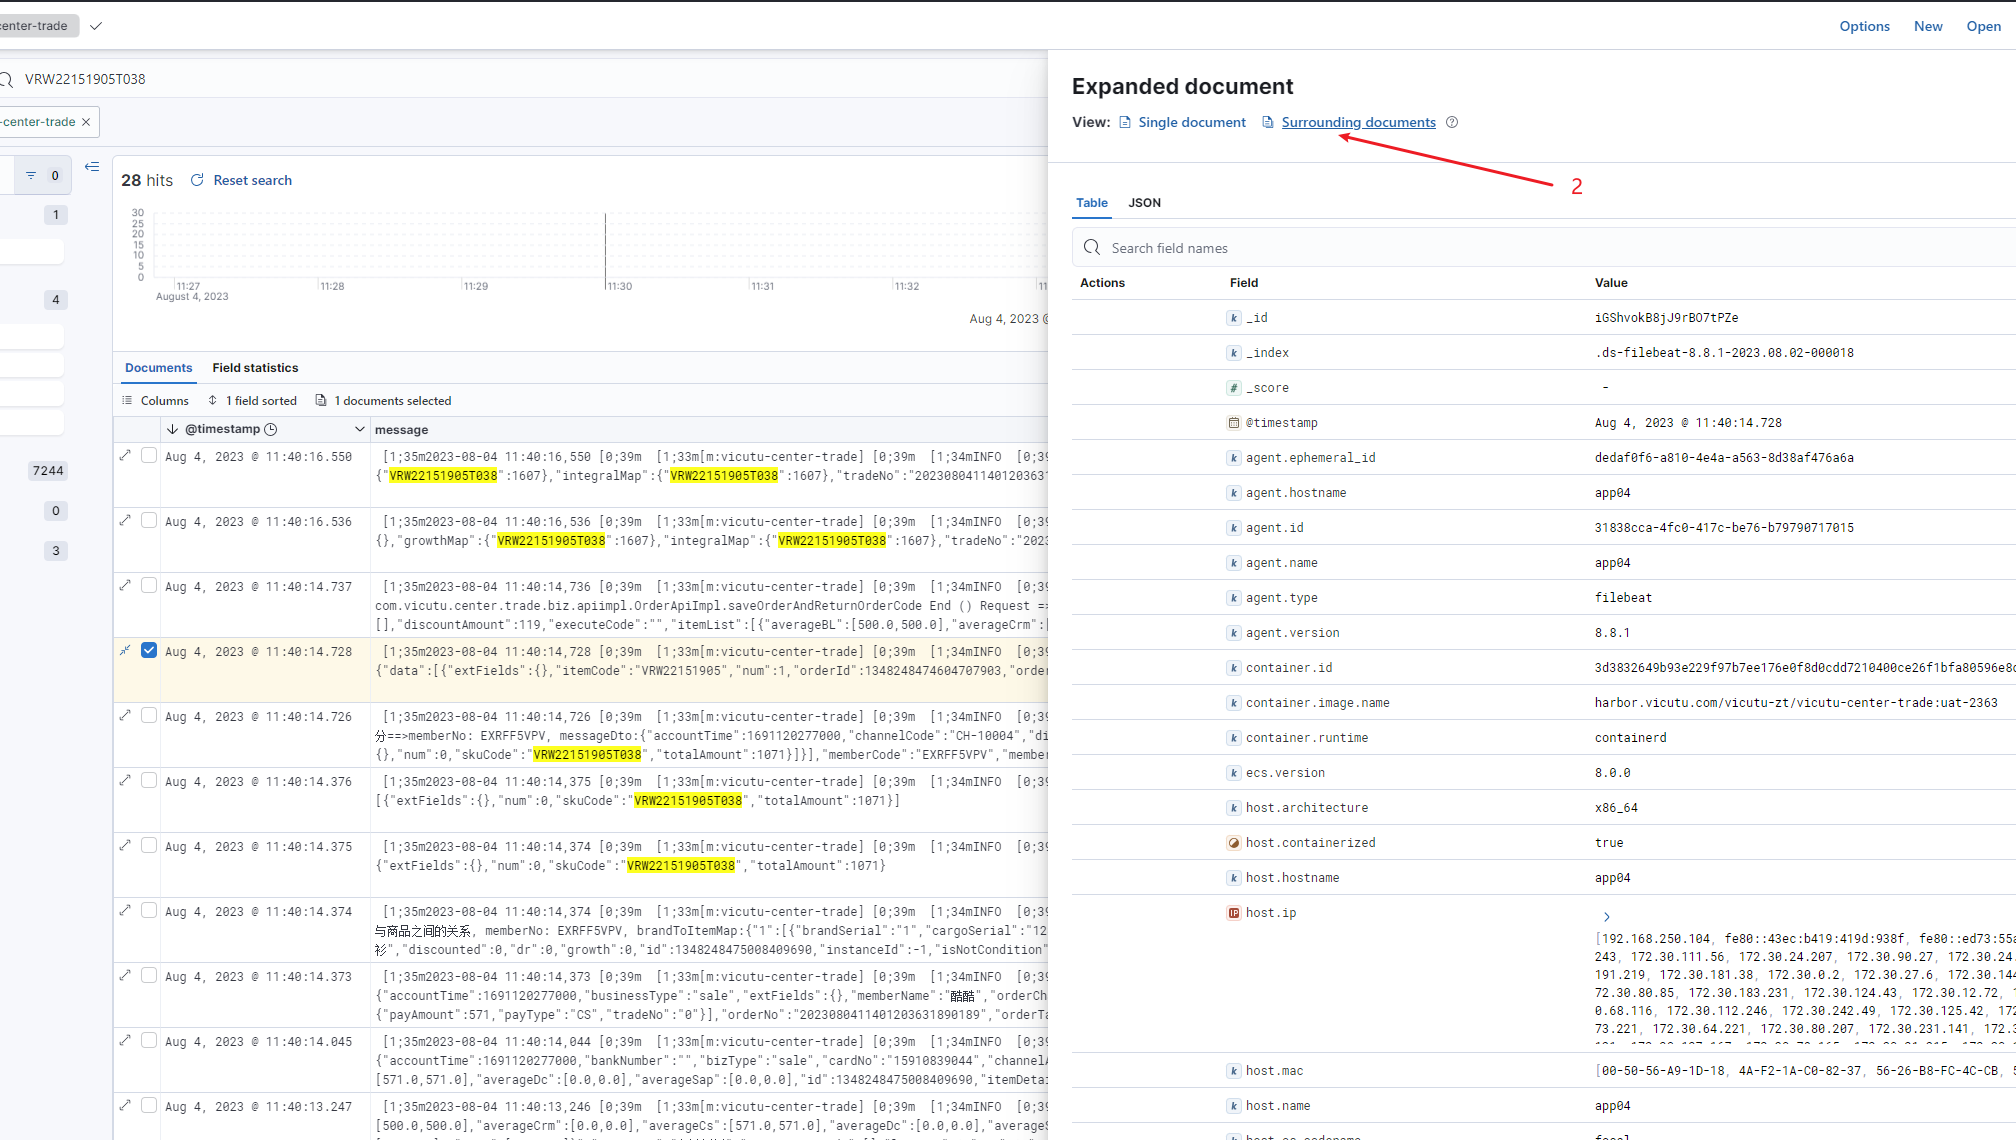 center-trade
Options New Open
VRW22151905T038
-center-trade ×
0
1
4
7244
0
3
28 hits Reset search
30
25
20
15
10
5
0
11:27 11:28 11:29 11:30 11:31 11:32 11
August 4, 2023
Aug 4, 2023 @
Documents Field statistics
Columns 1 field sorted 1 documents selected
@timestamp message
Aug 4, 2023 @ 11:40:16.550 [1;35m2023-08-04 11:40:16,550 [0;39m [1;33m[m:vicutu-center-trade] [0;39m [1;34mINFO [0;39
{"VRW22151905T038":1607},"integralMap":{"VRW22151905T038":1607},"tradeNo":"2023080411401203631
Aug 4, 2023 @ 11:40:16.536 [1;35m2023-08-04 11:40:16,536 [0;39m [1;33m[m:vicutu-center-trade] [0;39m [1;34mINFO [0;39
{},"growthMap":{"VRW22151905T038":1607},"integralMap":{"VRW22151905T038":1607},"tradeNo":"2023
Aug 4, 2023 @ 11:40:14.737 [1;35m2023-08-04 11:40:14,736 [0;39m [1;33m[m:vicutu-center-trade] [0;39m [1;34mINFO [0;39
com.vicutu.center.trade.biz.apiimpl.OrderApiImpl.saveOrderAndReturnOrderCode End () Request =>
[],"discountAmount":119,"executeCode":"","itemList":[{"averageBL":[500.0,500.0],"averageCrm":[
Aug 4, 2023 @ 11:40:14.728 [1;35m2023-08-04 11:40:14,728 [0;39m [1;33m[m:vicutu-center-trade] [0;39m [1;34mINFO [0;39
{"data":[{"extFields":{},"itemCode":"VRW22151905","num":1,"orderId":1348248474604707903,"order
Aug 4, 2023 @ 11:40:14.726 [1;35m2023-08-04 11:40:14,726 [0;39m [1;33m[m:vicutu-center-trade] [0;39m [1;34mINFO [0;39
分==>memberNo: EXRFF5VPV, messageDto:{"accountTime":1691120277000,"channelCode":"CH-10004","di
{},"num":0,"skuCode":"VRW22151905T038","totalAmount":1071}]}],"memberCode":"EXRFF5VPV","member
Aug 4, 2023 @ 11:40:14.376 [1;35m2023-08-04 11:40:14,375 [0;39m [1;33m[m:vicutu-center-trade] [0;39m [1;34mINFO [0;39
[{"extFields":{},"num":0,"skuCode":"VRW22151905T038","totalAmount":1071}]
Aug 4, 2023 @ 11:40:14.375 [1;35m2023-08-04 11:40:14,374 [0;39m [1;33m[m:vicutu-center-trade] [0;39m [1;34mINFO [0;39
{"extFields":{},"num":0,"skuCode":"VRW22151905T038","totalAmount":1071}
Aug 4, 2023 @ 11:40:14.374 [1;35m2023-08-04 11:40:14,374 [0;39m [1;33m[m:vicutu-center-trade] [0;39m [1;34mINFO [0;39
与商品之间的关系, memberNo: EXRFF5VPV, brandToItemMap:{"1":[{"brandSerial":"1","cargoSerial":"12
衫","discounted":0,"dr":0,"growth":0,"id":1348248475008409690,"instanceId":-1,"isNotCondition"
Aug 4, 2023 @ 11:40:14.373 [1;35m2023-08-04 11:40:14,373 [0;39m [1;33m[m:vicutu-center-trade] [0;39m [1;34mINFO [0;39
{"accountTime":1691120277000,"businessType":"sale","extFields":{},"memberName":"酷酷","orderCh
{"payAmount":571,"payType":"CS","tradeNo":"0"}],"orderNo":"2023080411401203631890189","orderTa
Aug 4, 2023 @ 11:40:14.045 [1;35m2023-08-04 11:40:14,044 [0;39m [1;33m[m:vicutu-center-trade] [0;39m [1;34mINFO [0;39
{"accountTime":1691120277000,"bankNumber":"","bizType":"sale","cardNo":"15910839044","channelA
[571.0,571.0],"averageDc":[0.0,0.0],"averageSap":[0.0,0.0],"id":1348248475008409690,"itemDetai
Aug 4, 2023 @ 11:40:13.247 [1;35m2023-08-04 11:40:13,246 [0;39m [1;33m[m:vicutu-center-trade] [0;39m [1;34mINFO [0;39
[500.0,500.0],"averageCrm":[0.0,0.0],"averageCs":[571.0,571.0],"averageDc":[0.0,0.0],"averageS
Expanded document
View: Single document Surrounding documents
2
Table JSON
Search field names
Actions Field Value
k _id iGShvokB8jJ9rBO7tPZe
k _index .ds-filebeat-8.8.1-2023.08.02-000018
# _score -
@timestamp Aug 4, 2023 @ 11:40:14.728
k agent.ephemeral_id dedaf0f6-a810-4e4a-a563-8d38af476a6a
k agent.hostname app04
k agent.id 31838cca-4fc0-417c-be76-b79790717015
k agent.name app04
k agent.type filebeat
k agent.version 8.8.1
k container.id 3d3832649b93e229f97b7ee176e0f8d0cdd7210400ce26f1bfa80596e8c
k container.image.name harbor.vicutu.com/vicutu-zt/vicutu-center-trade:uat-2363
k container.runtime containerd
k ecs.version 8.0.0
k host.architecture x86_64
host.containerized true
k host.hostname app04
IP host.ip
[192.168.250.104, fe80::43ec:b419:419d:938f, fe80::ed73:55a
243, 172.30.111.56, 172.30.24.207, 172.30.90.27, 172.30.24.
191.219, 172.30.181.38, 172.30.0.2, 172.30.27.6, 172.30.144
72.30.80.85, 172.30.183.231, 172.30.124.43, 172.30.12.72, 1
0.68.116, 172.30.112.246, 172.30.242.49, 172.30.125.42, 172
73.221, 172.30.64.221, 172.30.80.207, 172.30.231.141, 172.3
k host.mac [00-50-56-A9-1D-18, 4A-F2-1A-C0-82-37, 56-26-B8-FC-4C-CB, 5
k host.name app04